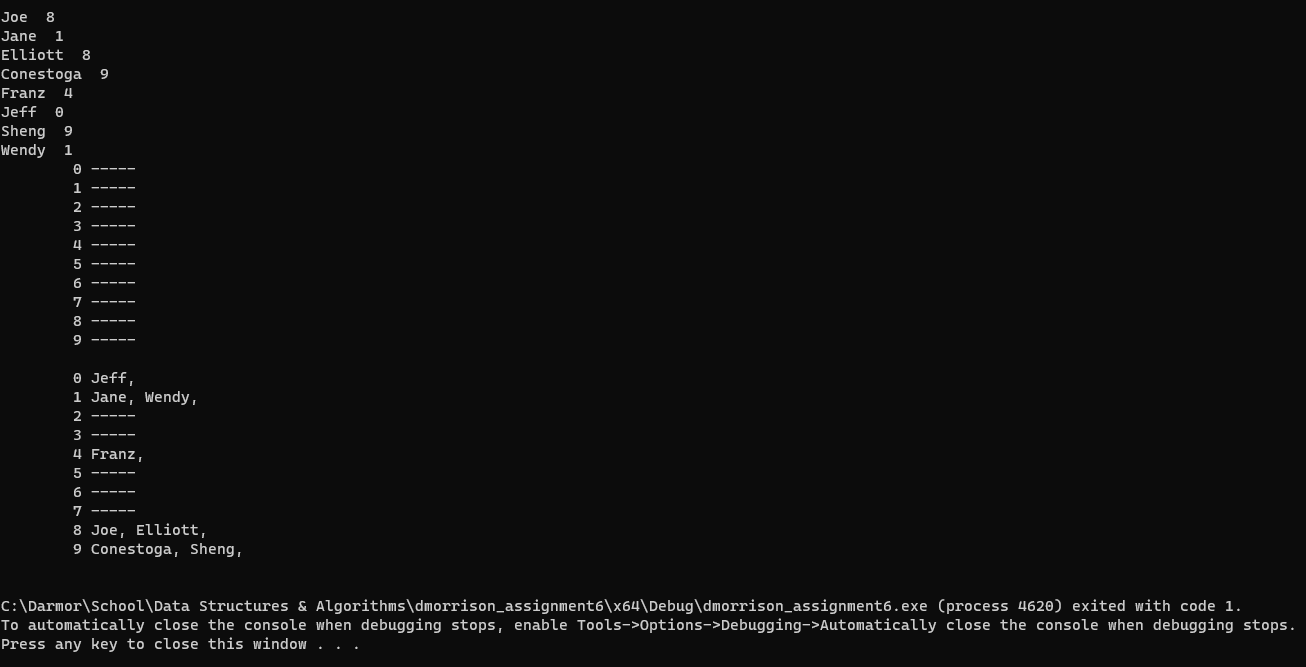 Joe  8
Jane  1
Elliott  8
Conestoga  9
Franz  4
Jeff  0
Sheng  9
Wendy  1
        0 -----
        1 -----
        2 -----
        3 -----
        4 -----
        5 -----
        6 -----
        7 -----
        8 -----
        9 -----

        0 Jeff,
        1 Jane, Wendy,
        2 -----
        3 -----
        4 Franz,
        5 -----
        6 -----
        7 -----
        8 Joe, Elliott,
        9 Conestoga, Sheng,


C:\Darmor\School\Data Structures & Algorithms\dmorrison_assignment6\x64\Debug\dmorrison_assignment6.exe (process 4620) exited with code 1.
To automatically close the console when debugging stops, enable Tools->Options->Debugging->Automatically close the console when debugging stops.
Press any key to close this window . . .